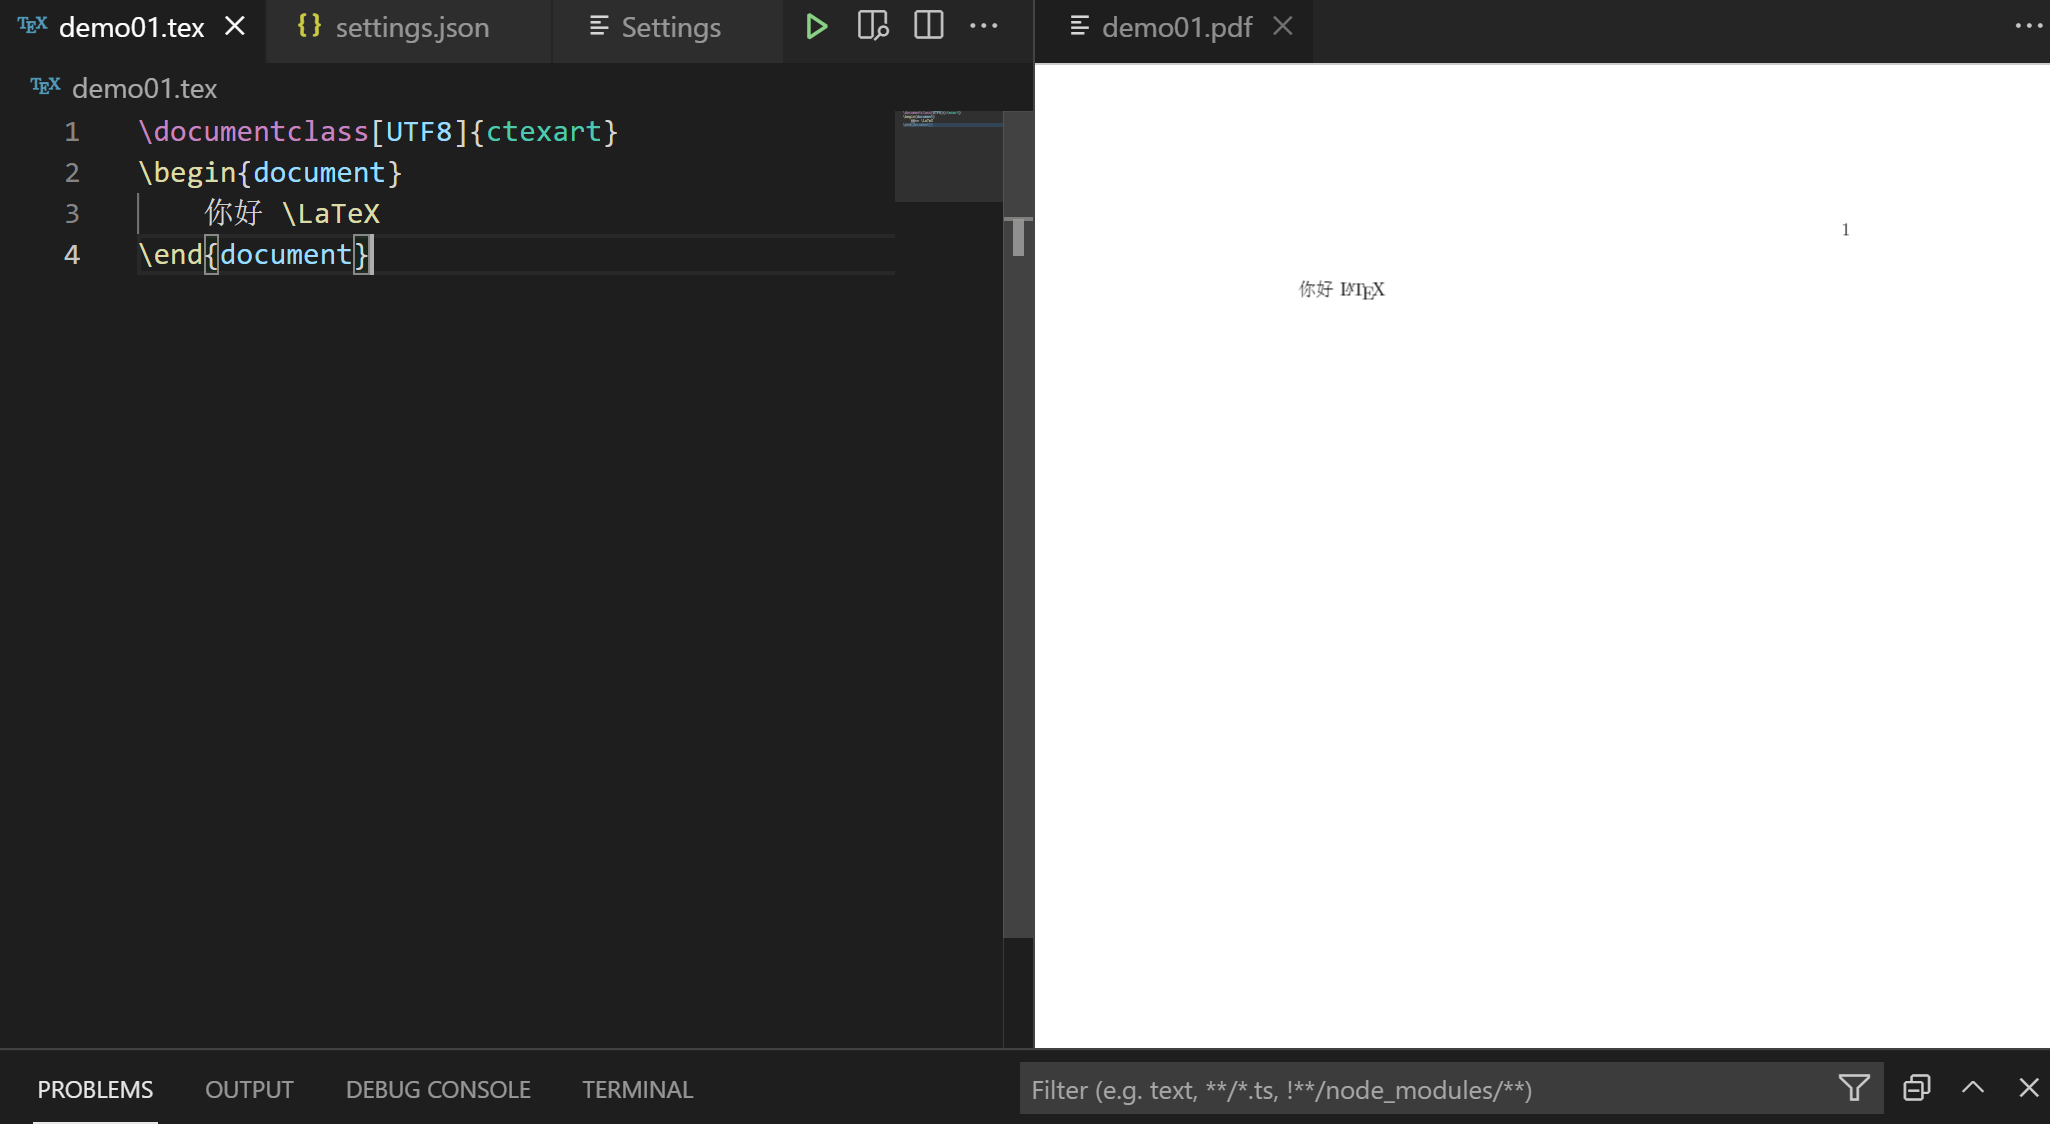 TEX demo01.tex
settings.json
Settings
demo01.pdf
TEX demo01.tex
1 \documentclass[UTF8]{ctexart}
2 \begin{document}
3 你好 \LaTeX
4 \end{document}
1
你好 LATEX
PROBLEMS
OUTPUT
DEBUG CONSOLE
TERMINAL
Filter (e.g. text, **/*.ts, !**/node_modules/**)